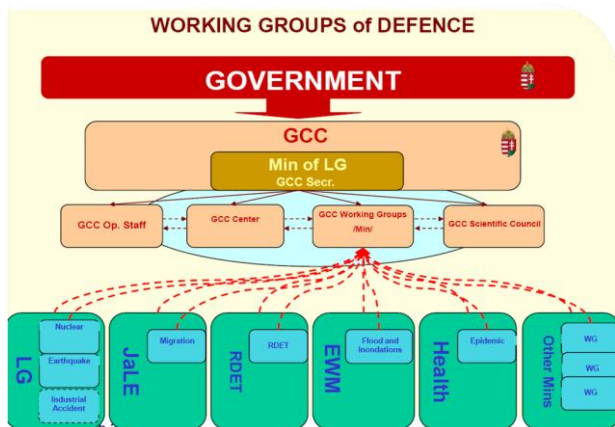 WORKING GROUPS of DEFENCE
GOVERNMENT
GCC
Min of LG
GCC Secr.
GCC Op. Staff
GCC Center
GCC Working Groups
/Min/
GCC Scientific Council
LG
Nuclear
Earthquake
Industrial
Accident
JaLE
Migration
RDET
RDET
EWM
Flood and
Inondations
Health
Epidemic
Other Mins
WG
WG
WG